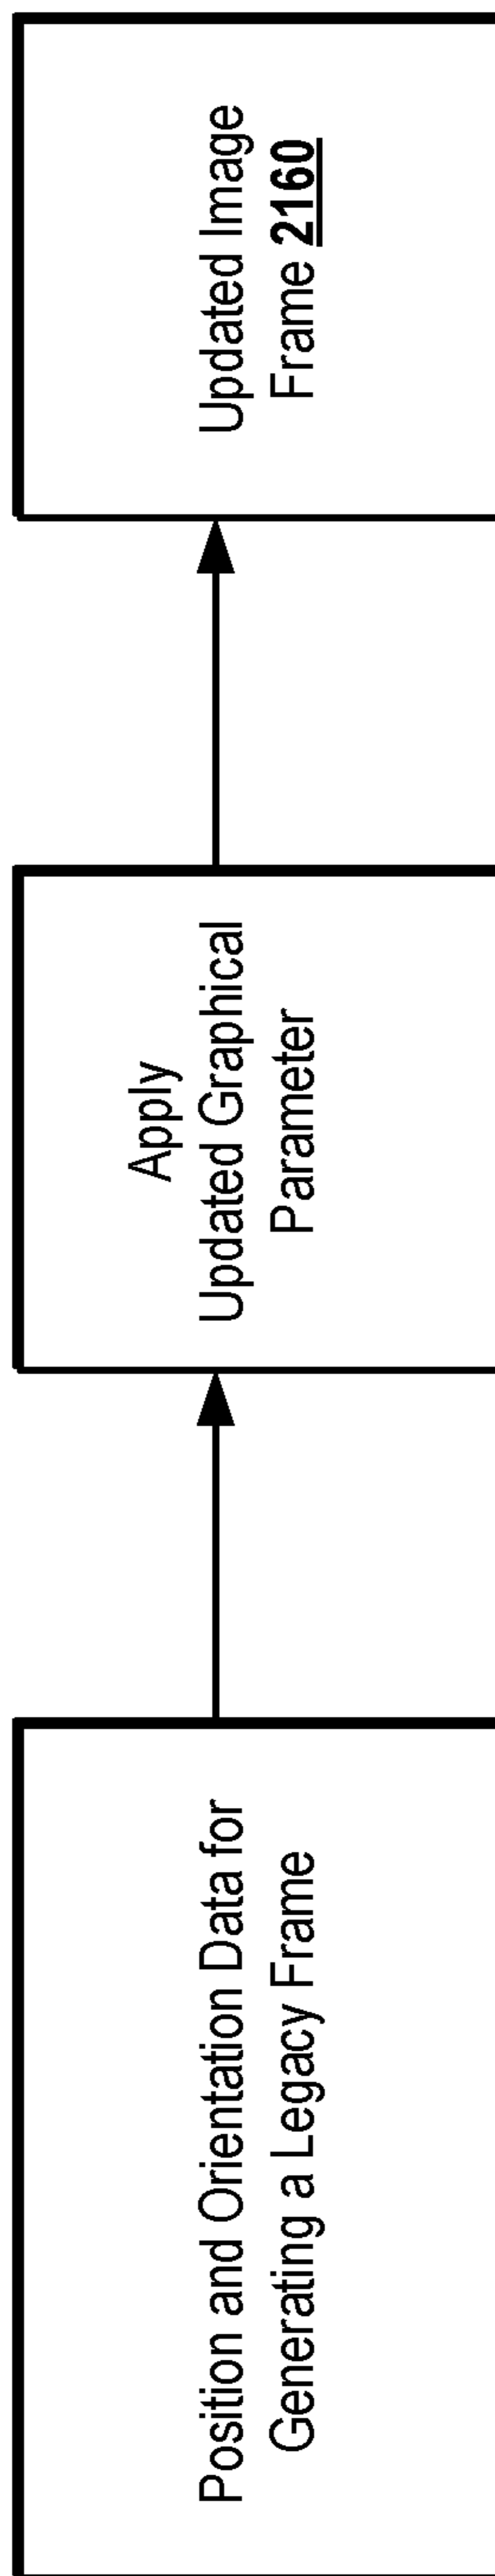 Position and Orientation Data for
Generating a Legacy Frame
Apply
Updated Graphical
Parameter
Updated Image
Frame 2160